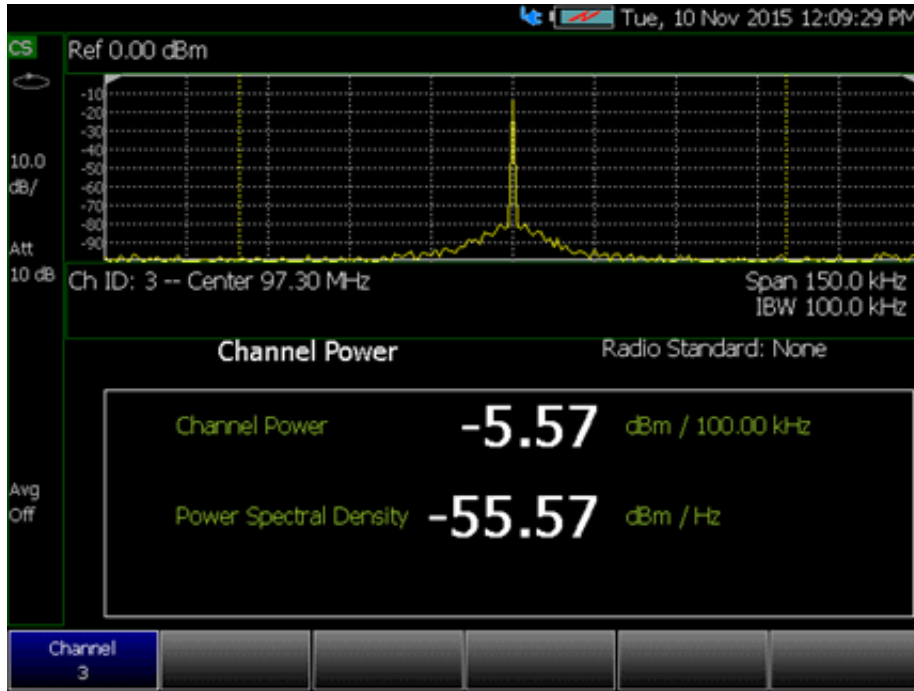 Tue, 10 Nov 2015 12:09:29 PM
CS
Ref 0.00 dBm
-10
-20
-30
-40
-50
-60
-70
-80
-90
10.0
dB/
Att
10 dB
Ch ID: 3 -- Center 97.30 MHz
Span 150.0 kHz
IBW 100.0 kHz
Channel Power
Radio Standard: None
Channel Power -5.57 dBm / 100.00 kHz
Avg
Off
Power Spectral Density -55.57 dBm / Hz
Channel
3